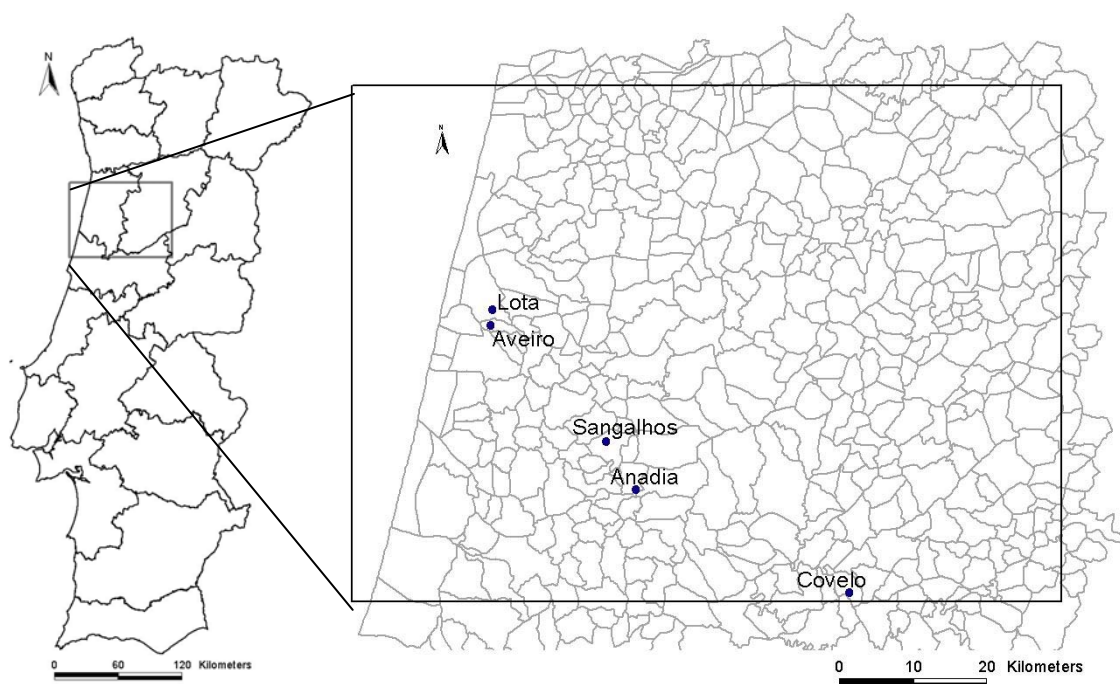 N
N
Lota
Aveiro
Sangalhos
Anadia
Covelo
0 60 120 Kilometers
0 10 20 Kilometers